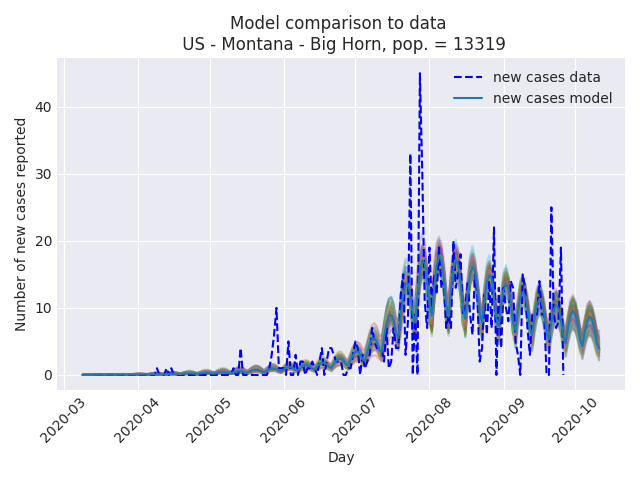 Model comparison to data
US - Montana - Big Horn, pop. = 13319
new cases data
new cases model
Number of new cases reported
40
30
20
10
0
2020-03
2020-04
2020-05
2020-06
2020-07
2020-08
2020-09
2020-10
Day